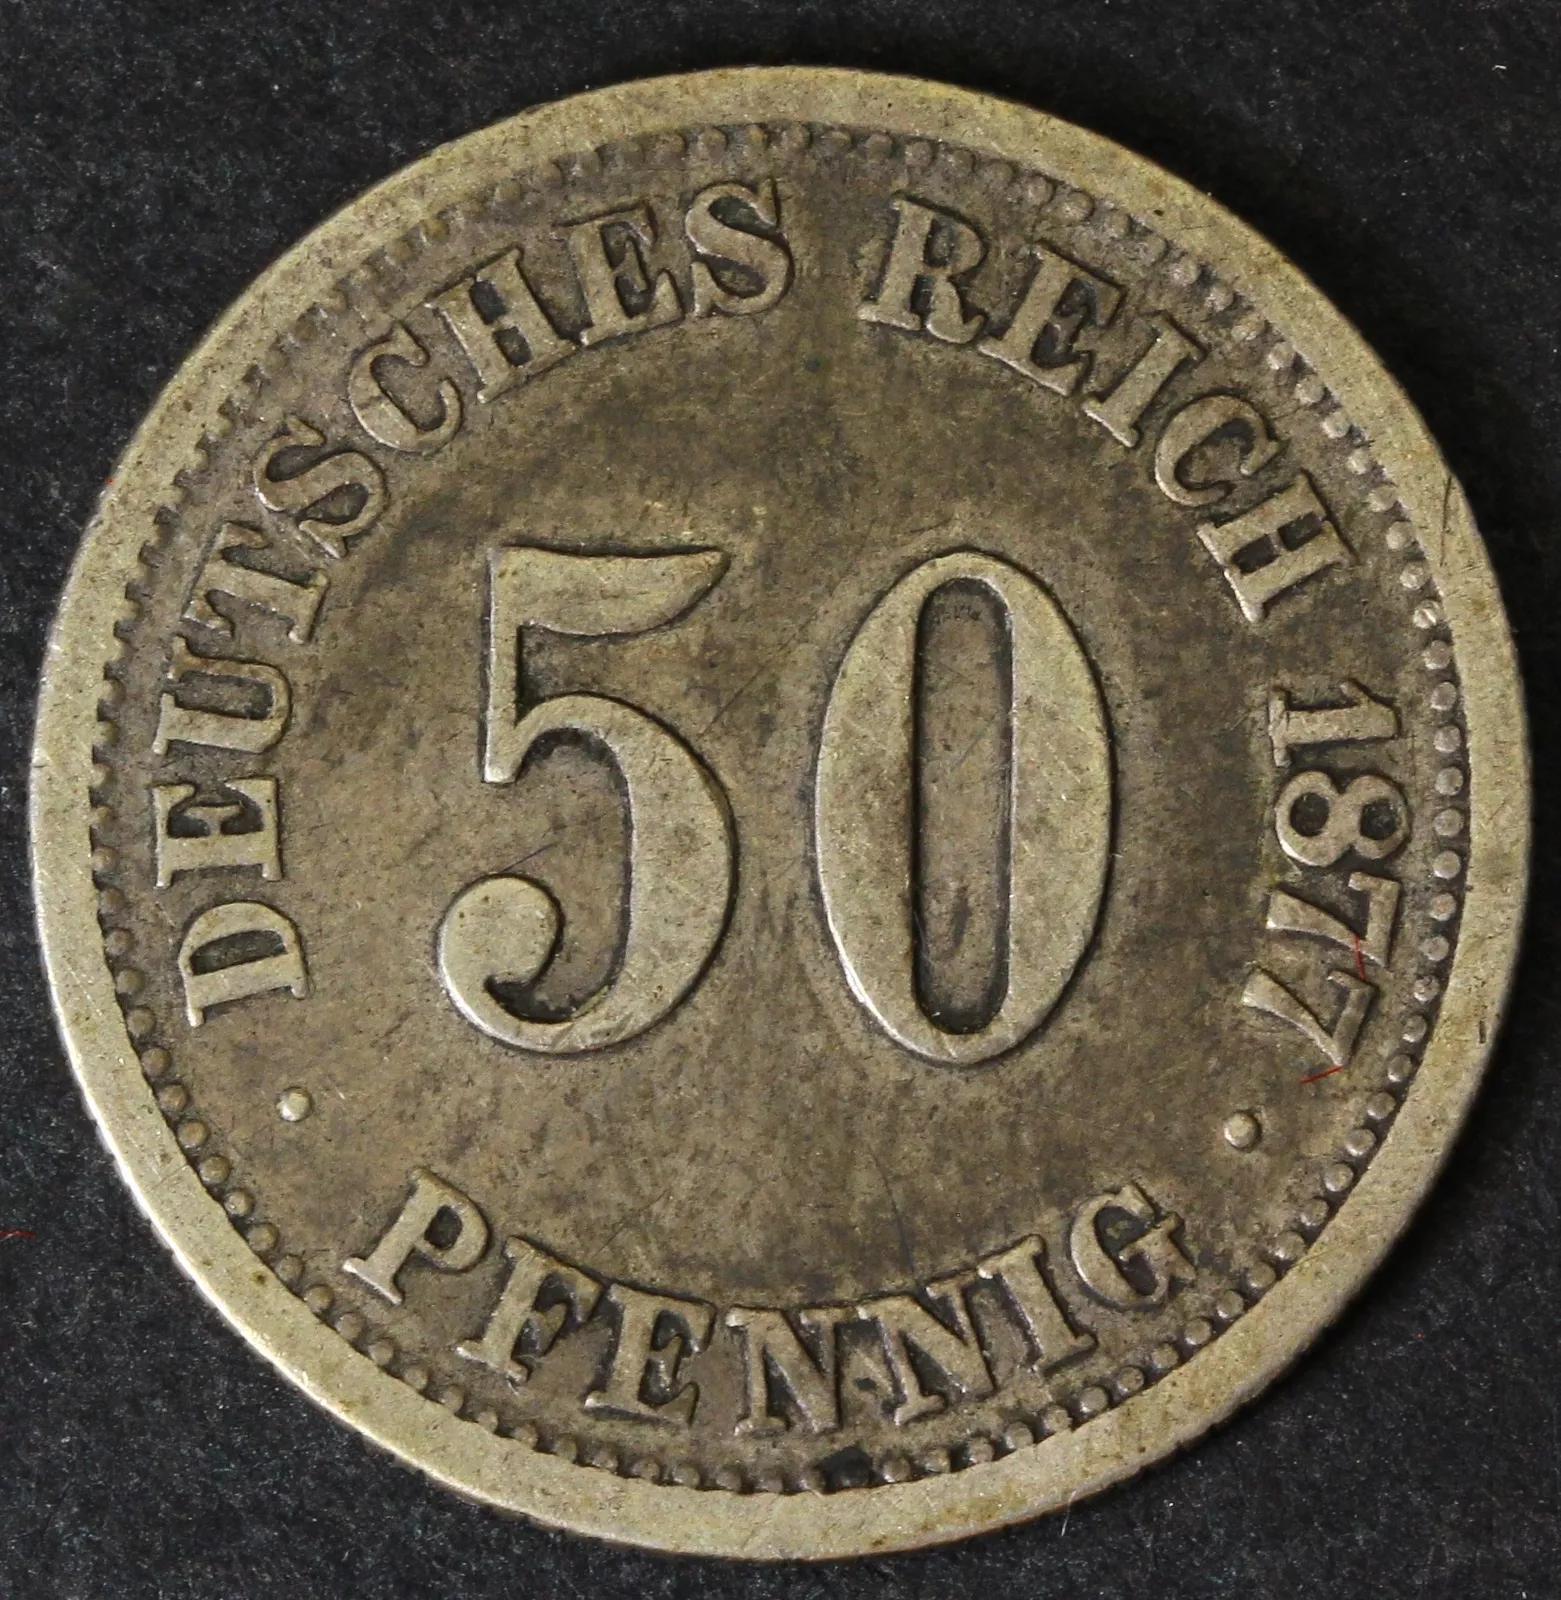 DEUTSCHES REICH 1877
50
· PFENNIG ·